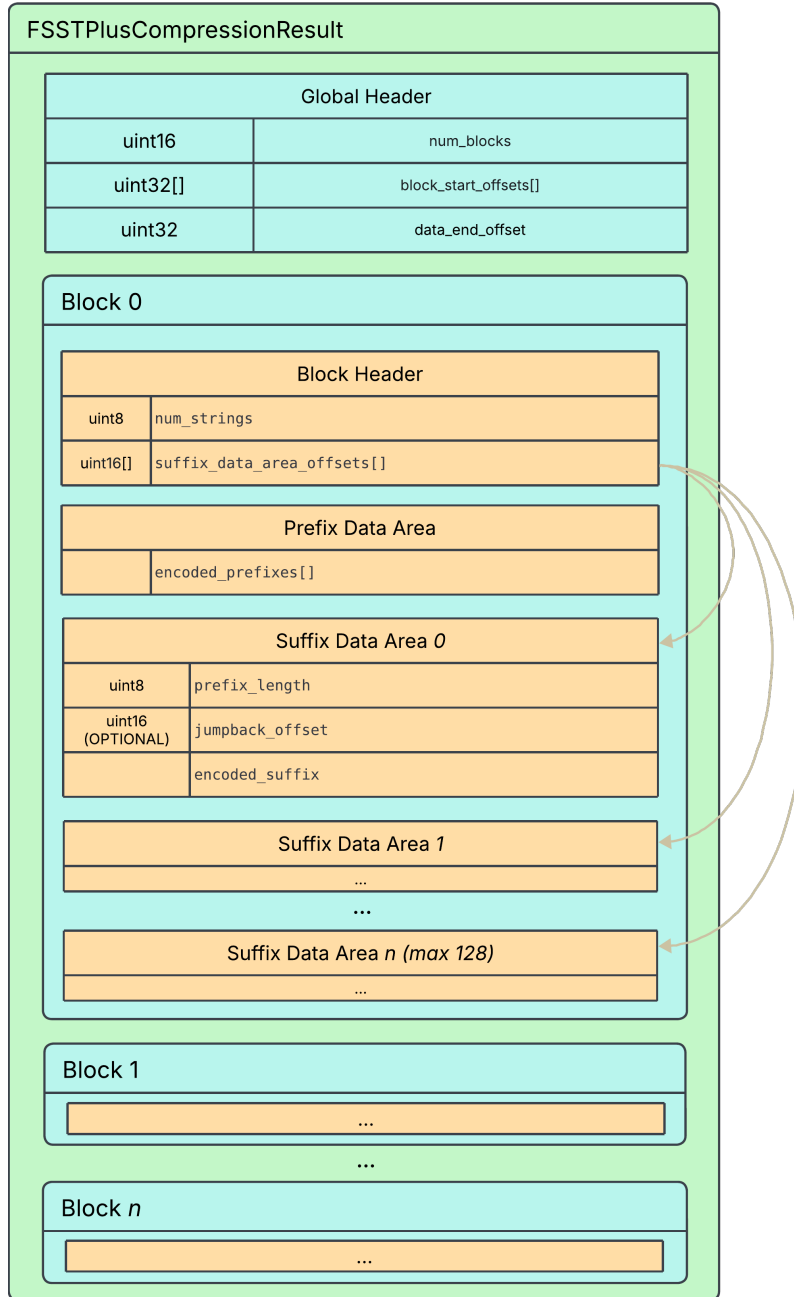 FSSTPlusCompressionResult
Global Header
uint16 num_blocks
uint32[] block_start_offsets[]
uint32 data_end_offset
Block 0
Block Header
uint8 num_strings
uint16[] suffix_data_area_offsets[]
Prefix Data Area
encoded_prefixes[]
Suffix Data Area 0
uint8 prefix_length
uint16
(OPTIONAL) jumpback_offset
encoded_suffix
Suffix Data Area 1
...
...
Suffix Data Area n (max 128)
...
Block 1
...
...
Block n
...